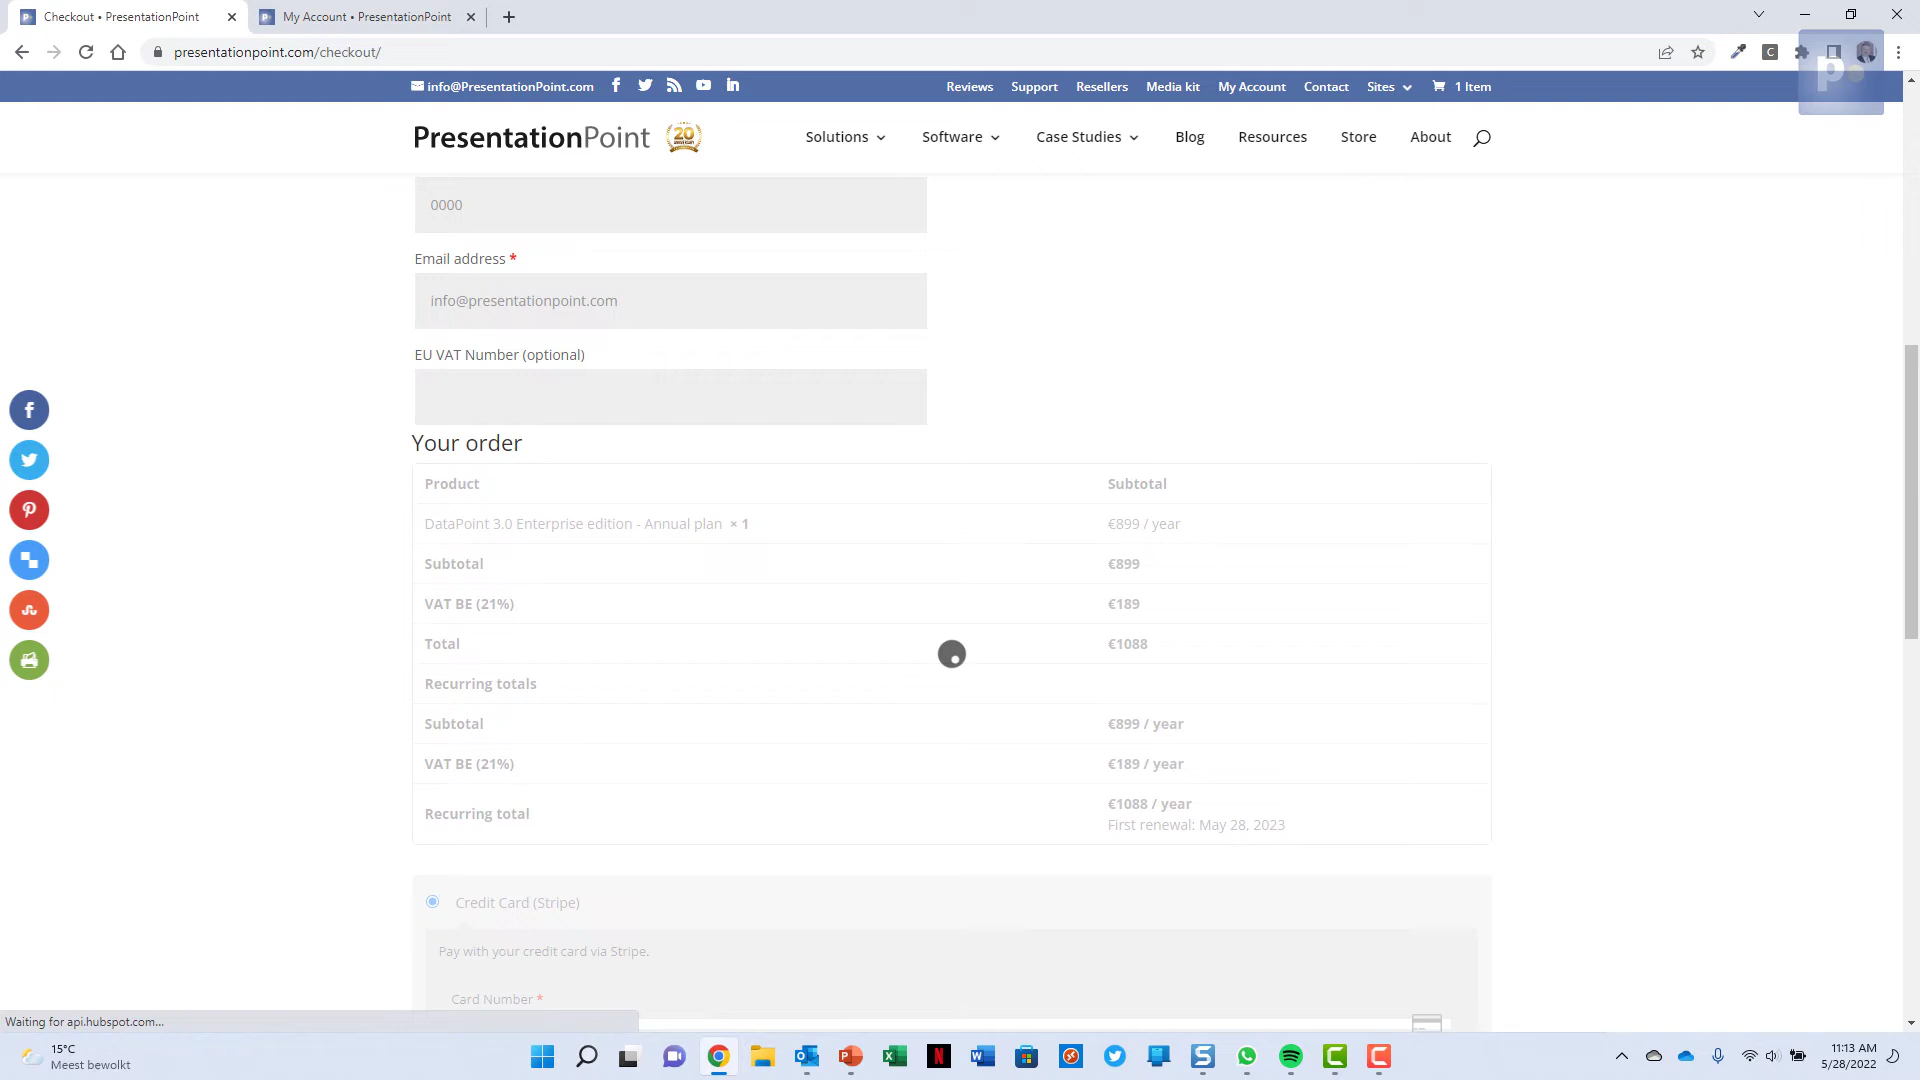 Checkout • PresentationPoint
My Account • PresentationPoint
presentationpoint.com/checkout/
info@PresentationPoint.com
Reviews Support Resellers Media kit My Account Contact Sites 1 Item
PresentationPoint 20
Solutions Software Case Studies Blog Resources Store About
0000
Email address *
info@presentationpoint.com
EU VAT Number (optional)
Your order
Product Subtotal
DataPoint 3.0 Enterprise edition - Annual plan × 1 €899 / year
Subtotal €899
VAT BE (21%) €189
Total €1088
Recurring totals
Subtotal €899 / year
VAT BE (21%) €189 / year
Recurring total €1088 / year
First renewal: May 28, 2023
Credit Card (Stripe)
Pay with your credit card via Stripe.
Card Number *
Waiting for api.hubspot.com...
15°C
Meest bewolkt
11:13 AM
5/28/2022